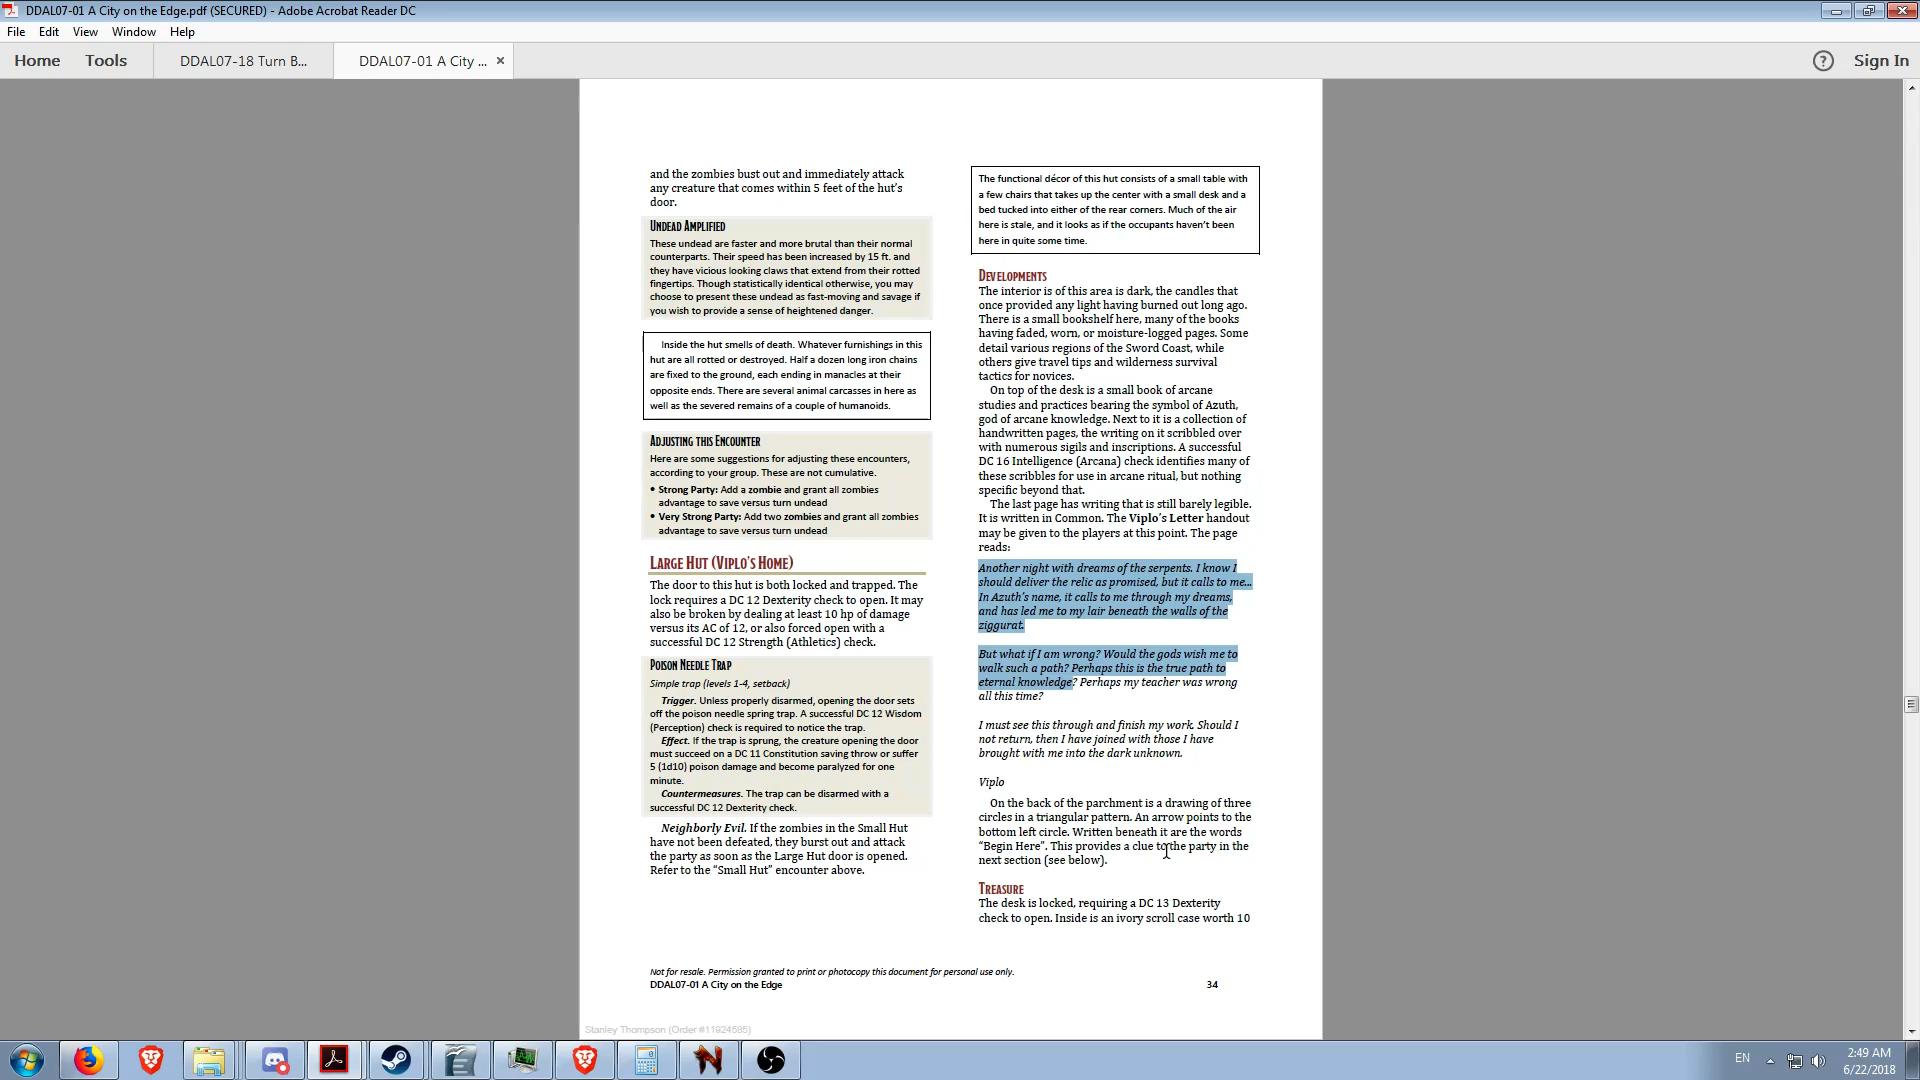 DDAL07-01 A City on the Edge.pdf (SECURED) - Adobe Acrobat Reader DC
File Edit View Window Help
Home Tools DDAL07-18 Turn B... DDAL07-01 A City ... × ? Sign In
and the zombies bust out and immediately attack
any creature that comes within 5 feet of the hut's
door.
UNDEAD AMPLIFIED
These undead are faster and more brutal than their normal
counterparts. Their speed has been increased by 15 ft. and
they have vicious looking claws that extend from their rotted
fingertips. Though statistically identical otherwise, you may
choose to present these undead as fast-moving and savage if
you wish to provide a sense of heightened danger.
Inside the hut smells of death. Whatever furnishings in this
hut are all rotted or destroyed. Half a dozen long iron chains
are fixed to the ground, each ending in manacles at their
opposite ends. There are several animal carcasses in here as
well as the severed remains of a couple of humanoids.
ADJUSTING THIS ENCOUNTER
Here are some suggestions for adjusting these encounters,
according to your group. These are not cumulative.
• Strong Party: Add a zombie and grant all zombies
advantage to save versus turn undead
• Very Strong Party: Add two zombies and grant all zombies
advantage to save versus turn undead
LARGE HUT (VIPLO'S HOME)
The door to this hut is both locked and trapped. The
lock requires a DC 12 Dexterity check to open. It may
also be broken by dealing at least 10 hp of damage
versus its AC of 12, or also forced open with a
successful DC 12 Strength (Athletics) check.
POISON NEEDLE TRAP
Simple trap (levels 1-4, setback)
Trigger. Unless properly disarmed, opening the door sets
off the poison needle spring trap. A successful DC 12 Wisdom
(Perception) check is required to notice the trap.
Effect. If the trap is sprung, the creature opening the door
must succeed on a DC 11 Constitution saving throw or suffer
5 (1d10) poison damage and become paralyzed for one
minute.
Countermeasures. The trap can be disarmed with a
successful DC 12 Dexterity check.
Neighborly Evil. If the zombies in the Small Hut
have not been defeated, they burst out and attack
the party as soon as the Large Hut door is opened.
Refer to the "Small Hut" encounter above.
The functional décor of this hut consists of a small table with
a few chairs that takes up the center with a small desk and a
bed tucked into either of the rear corners. Much of the air
here is stale, and it looks as if the occupants haven't been
here in quite some time.
DEVELOPMENTS
The interior is of this area is dark, the candles that
once provided any light having burned out long ago.
There is a small bookshelf here, many of the books
having faded, worn, or moisture-logged pages. Some
detail various regions of the Sword Coast, while
others give travel tips and wilderness survival
tactics for novices.
On top of the desk is a small book of arcane
studies and practices bearing the symbol of Azuth,
god of arcane knowledge. Next to it is a collection of
handwritten pages, the writing on it scribbled over
with numerous sigils and inscriptions. A successful
DC 16 Intelligence (Arcana) check identifies many of
these scribbles for use in arcane ritual, but nothing
specific beyond that.
The last page has writing that is still barely legible.
It is written in Common. The Viplo's Letter handout
may be given to the players at this point. The page
reads:
Another night with dreams of the serpents. I know I
should deliver the relic as promised, but it calls to me...
In Azuth's name, it calls to me through my dreams,
and has led me to my lair beneath the walls of the
ziggurat.
But what if I am wrong? Would the gods wish me to
walk such a path? Perhaps this is the true path to
eternal knowledge? Perhaps my teacher was wrong
all this time?
I must see this through and finish my work. Should I
not return, then I have joined with those I have
brought with me into the dark unknown.
Viplo
On the back of the parchment is a drawing of three
circles in a triangular pattern. An arrow points to the
bottom left circle. Written beneath it are the words
"Begin Here". This provides a clue to the party in the
next section (see below).
TREASURE
The desk is locked, requiring a DC 13 Dexterity
check to open. Inside is an ivory scroll case worth 10
Not for resale. Permission granted to print or photocopy this document for personal use only.
DDAL07-01 A City on the Edge 34
Stanley Thompson (Order #11924585)
EN 2:49 AM
6/22/2018